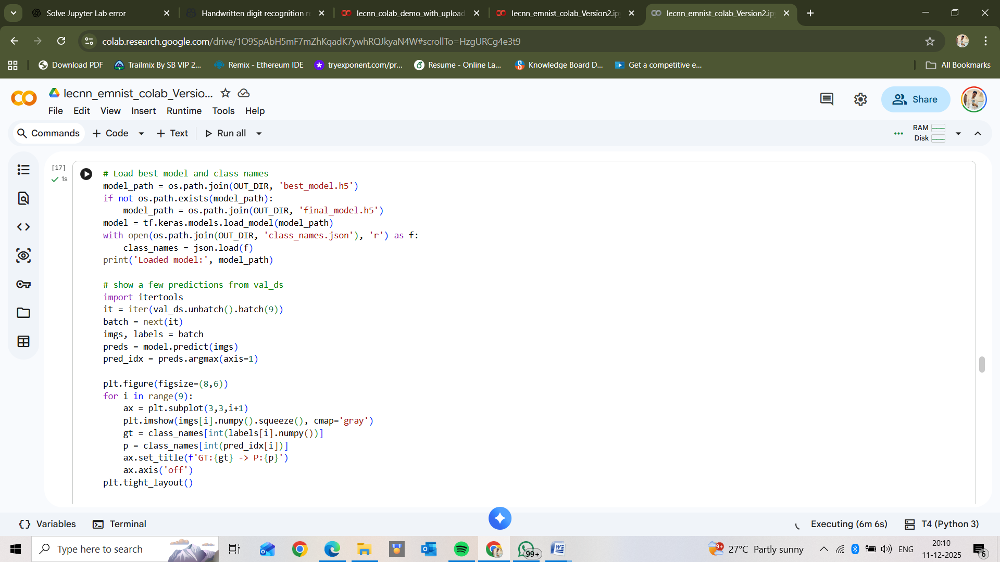 Solve Jupyter Lab error
Handwritten digit recognition re
lecnn_colab_demo_with_upload
lecnn_emnist_colab_Version2.ip
lecnn_emnist_colab_Version2.ip
colab.research.google.com/drive/1O9SpAbH5mF7mZhKqadK7ywhRQJkyaN4W#scrollTo=HzgURCg4e3t9
Download PDF
Trailmix By SB VIP 2...
Remix - Ethereum IDE
tryexponent.com/pr...
Resume - Online La...
Knowledge Board D...
Get a competitive e...
All Bookmarks
lecnn_emnist_colab_Versio...
File Edit View Insert Runtime Tools Help
Share
Commands + Code + Text Run all
RAM
Disk
[17]
1s
# Load best model and class names
model_path = os.path.join(OUT_DIR, 'best_model.h5')
if not os.path.exists(model_path):
    model_path = os.path.join(OUT_DIR, 'final_model.h5')
model = tf.keras.models.load_model(model_path)
with open(os.path.join(OUT_DIR, 'class_names.json'), 'r') as f:
    class_names = json.load(f)
print('Loaded model:', model_path)
# show a few predictions from val_ds
import itertools
it = iter(val_ds.unbatch().batch(9))
batch = next(it)
imgs, labels = batch
preds = model.predict(imgs)
pred_idx = preds.argmax(axis=1)
plt.figure(figsize=(8,6))
for i in range(9):
    ax = plt.subplot(3,3,i+1)
    plt.imshow(imgs[i].numpy().squeeze(), cmap='gray')
    gt = class_names[int(labels[i].numpy())]
    p = class_names[int(pred_idx[i])]
    ax.set_title(f'GT:{gt} -> P:{p}')
    ax.axis('off')
plt.tight_layout()
Variables
Terminal
Executing (6m 6s)
T4 (Python 3)
Type here to search
99+
9+
27°C Partly sunny
ENG
20:10
11-12-2025
6